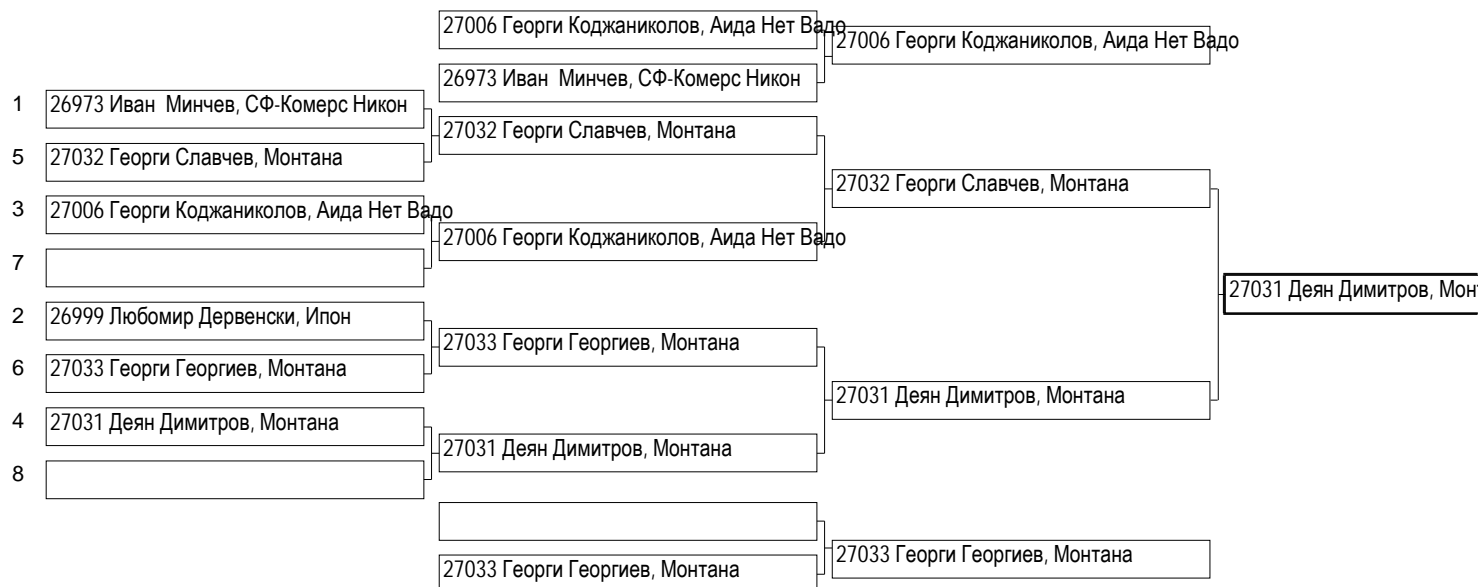 27006 Георги Коджаниколов, Аида Нет Вадо
27006 Георги Коджаниколов, Аида Нет Вадо
26973 Иван  Минчев, СФ-Комерс Никон
1 26973 Иван  Минчев, СФ-Комерс Никон
27032 Георги Славчев, Монтана
5 27032 Георги Славчев, Монтана
27032 Георги Славчев, Монтана
3 27006 Георги Коджаниколов, Аида Нет Вадо
27006 Георги Коджаниколов, Аида Нет Вадо
7
27031 Деян Димитров, Мон
2 26999 Любомир Дервенски, Ипон
27033 Георги Георгиев, Монтана
6 27033 Георги Георгиев, Монтана
27031 Деян Димитров, Монтана
4 27031 Деян Димитров, Монтана
27031 Деян Димитров, Монтана
8
27033 Георги Георгиев, Монтана
27033 Георги Георгиев, Монтана